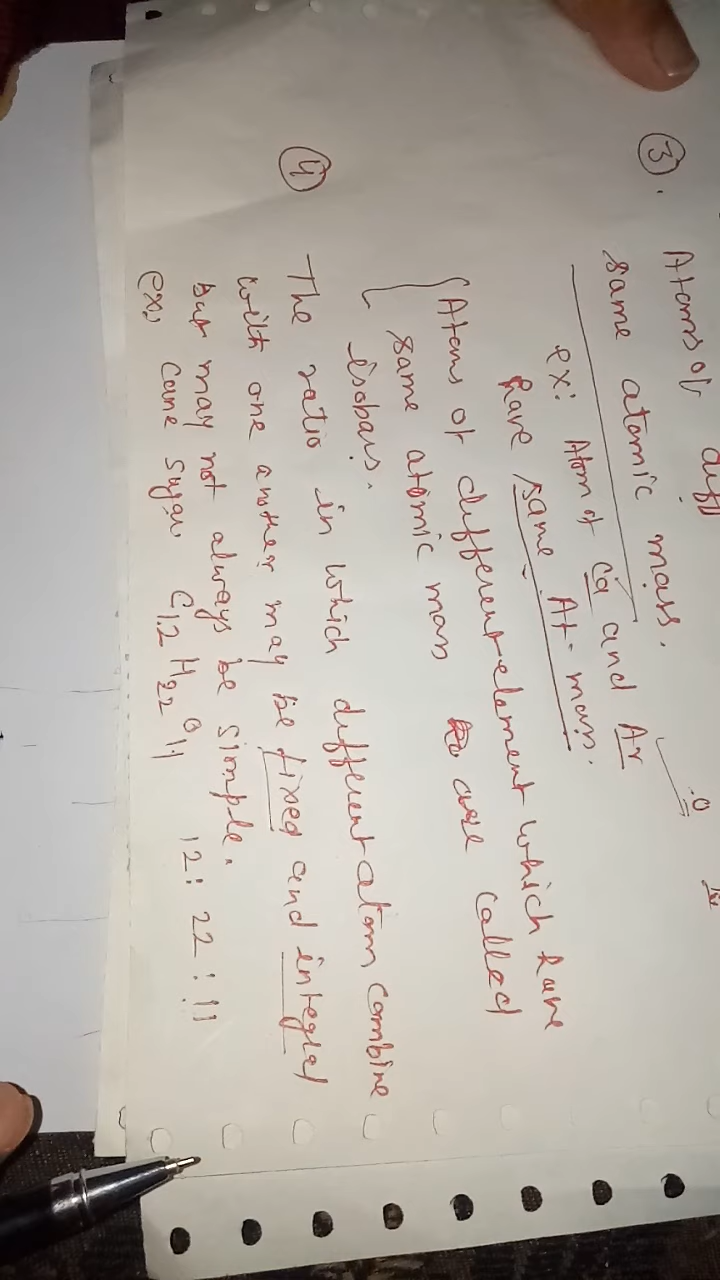 ③. Atoms of diff
same atomic mass.
ex: Atom of Ca and Ar
have same At. mass.
{ Atoms of different element which have
same atomic mass are called
isobars.
④ The ratio in which different atom combine
with one another may be fixed and integral
but may not always be simple.
ex. cane sugar C12 H22 O11 12 : 22 : 11